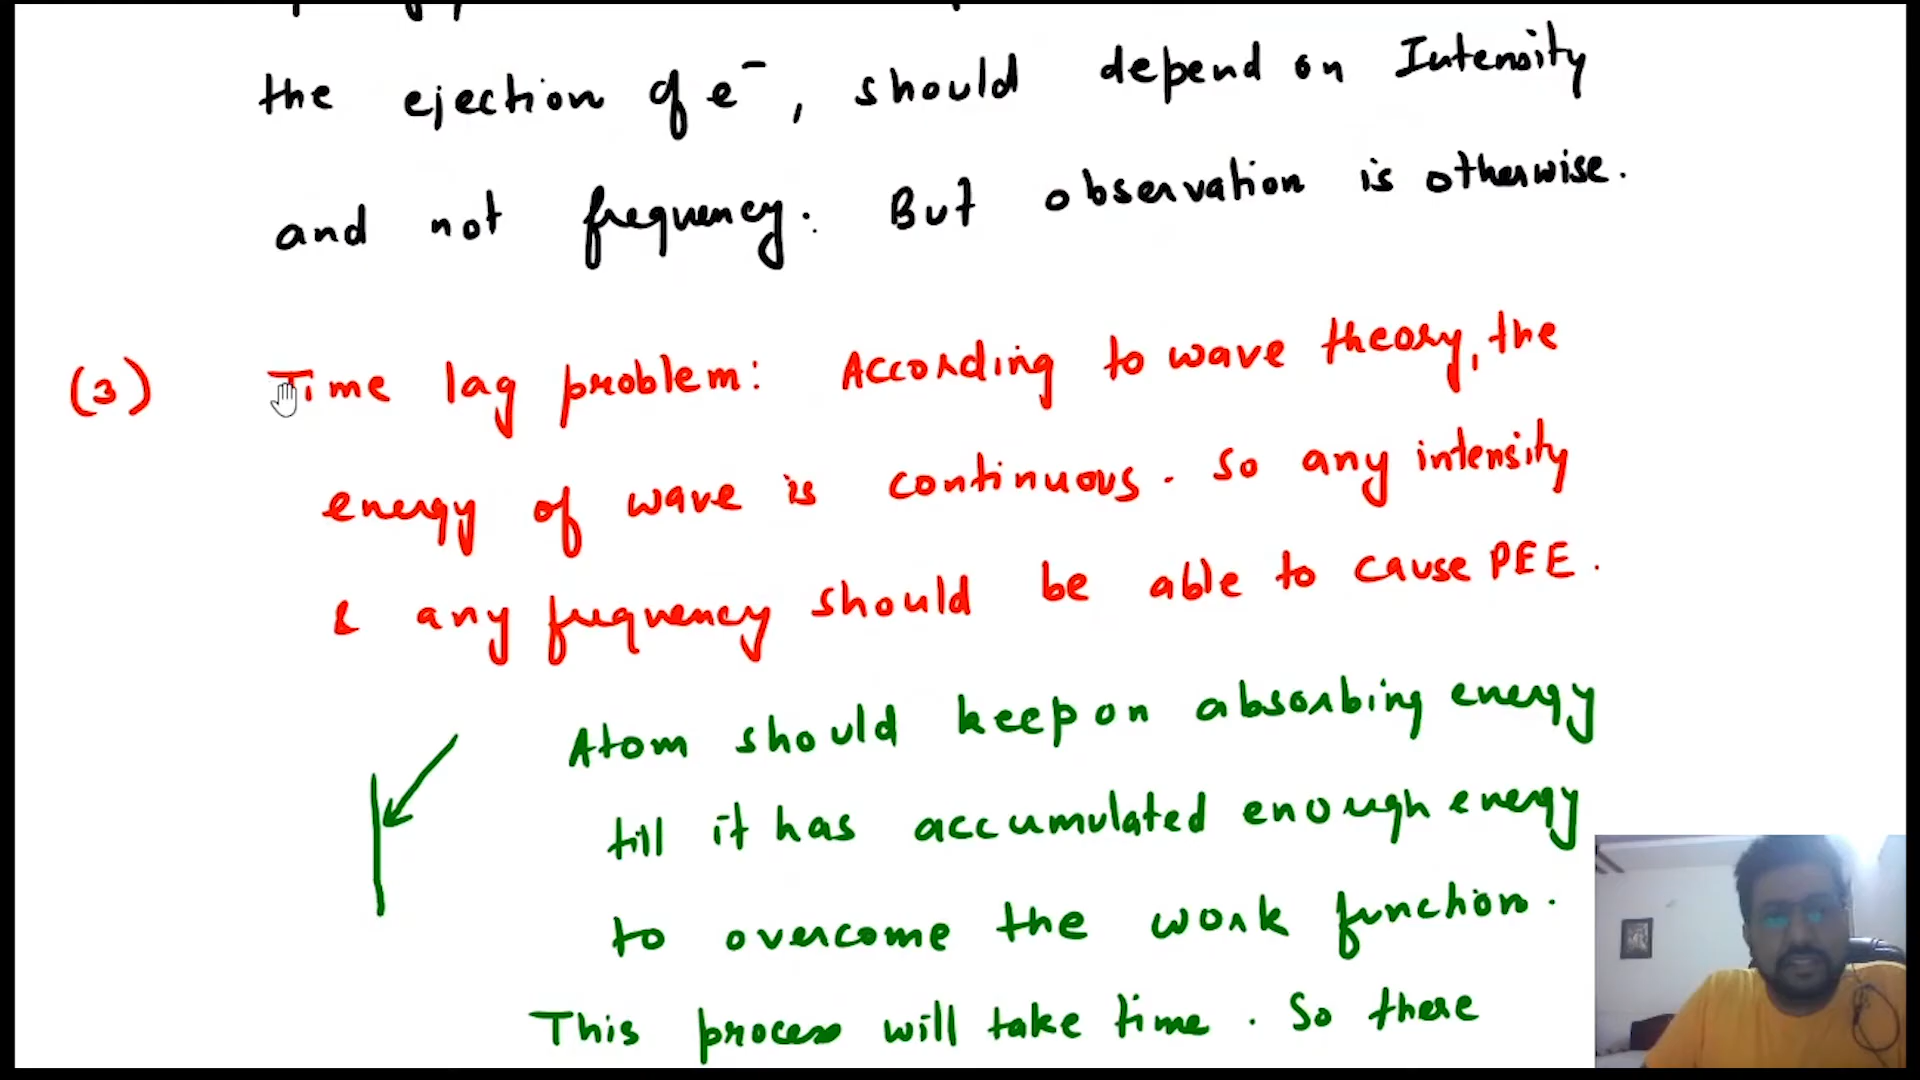 the ejection of e⁻, should depend on Intensity
and not frequency. But observation is otherwise.
(3) Time lag problem: According to wave theory, the
energy of wave is continuous. So any intensity
& any frequency should be able to cause PEE.
Atom should keep on absorbing energy
till it has accumulated enough energy
to overcome the work function.
This process will take time. So there